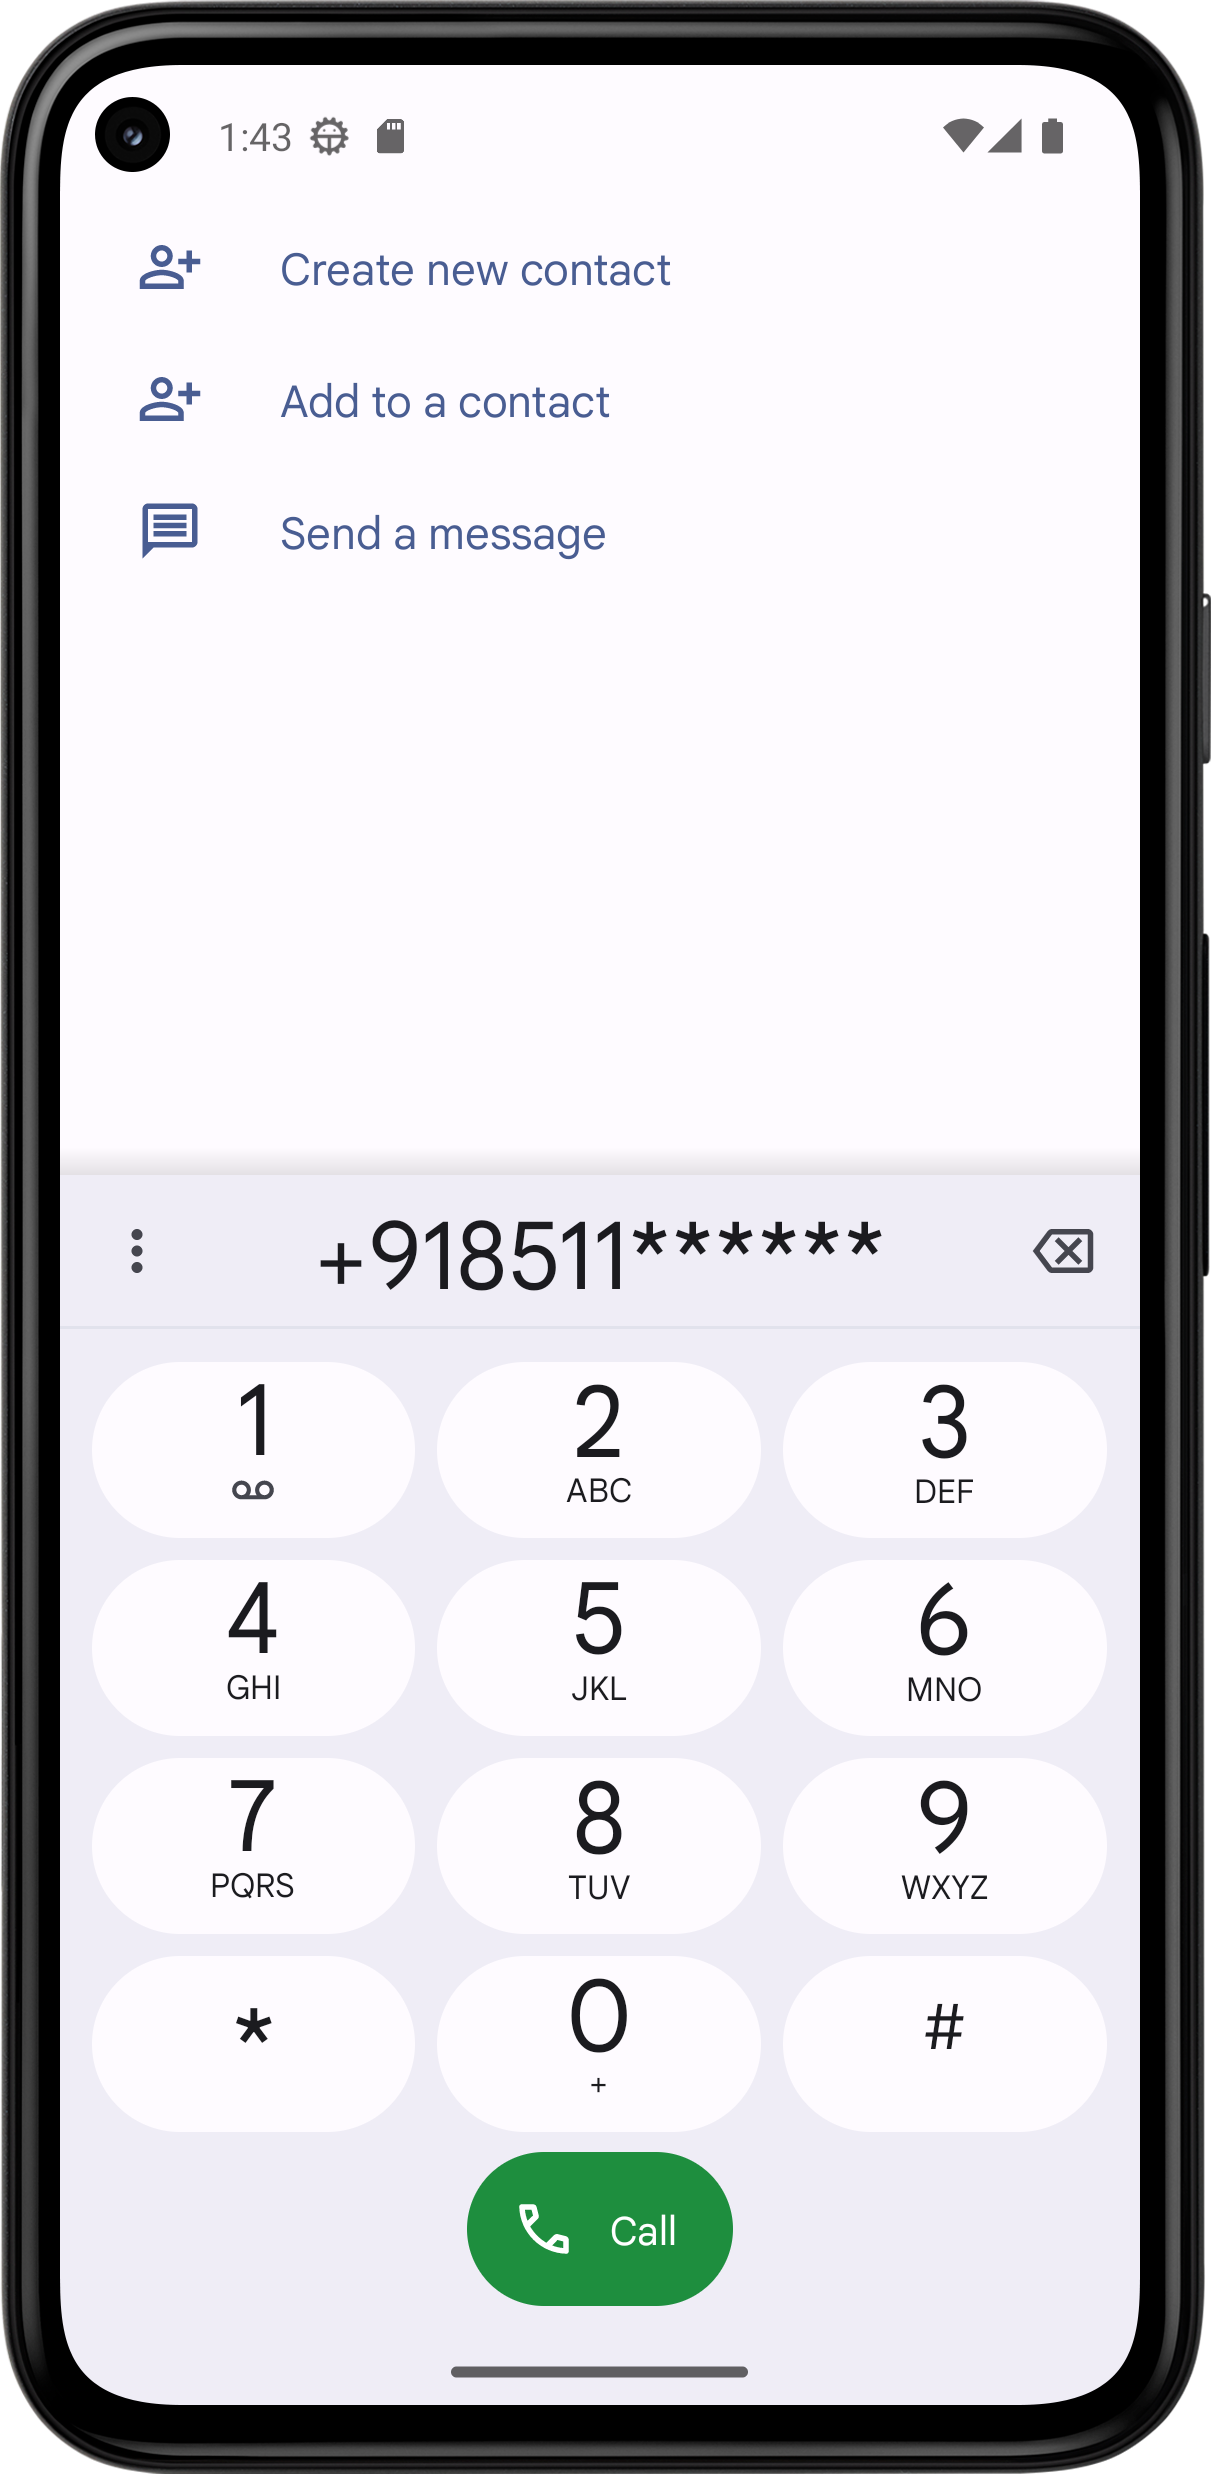 1:43
Create new contact
Add to a contact
Send a message
+918511******
1 2 3
ABC DEF
4 5 6
GHI JKL MNO
7 8 9
PQRS TUV WXYZ
* 0 #
+
Call